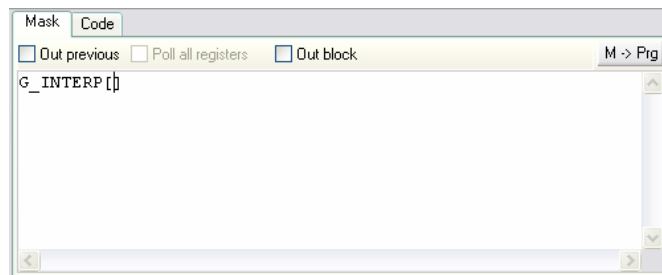 Mask Code
Out previous Poll all registers Out block M -> Prg
G_INTERP[]